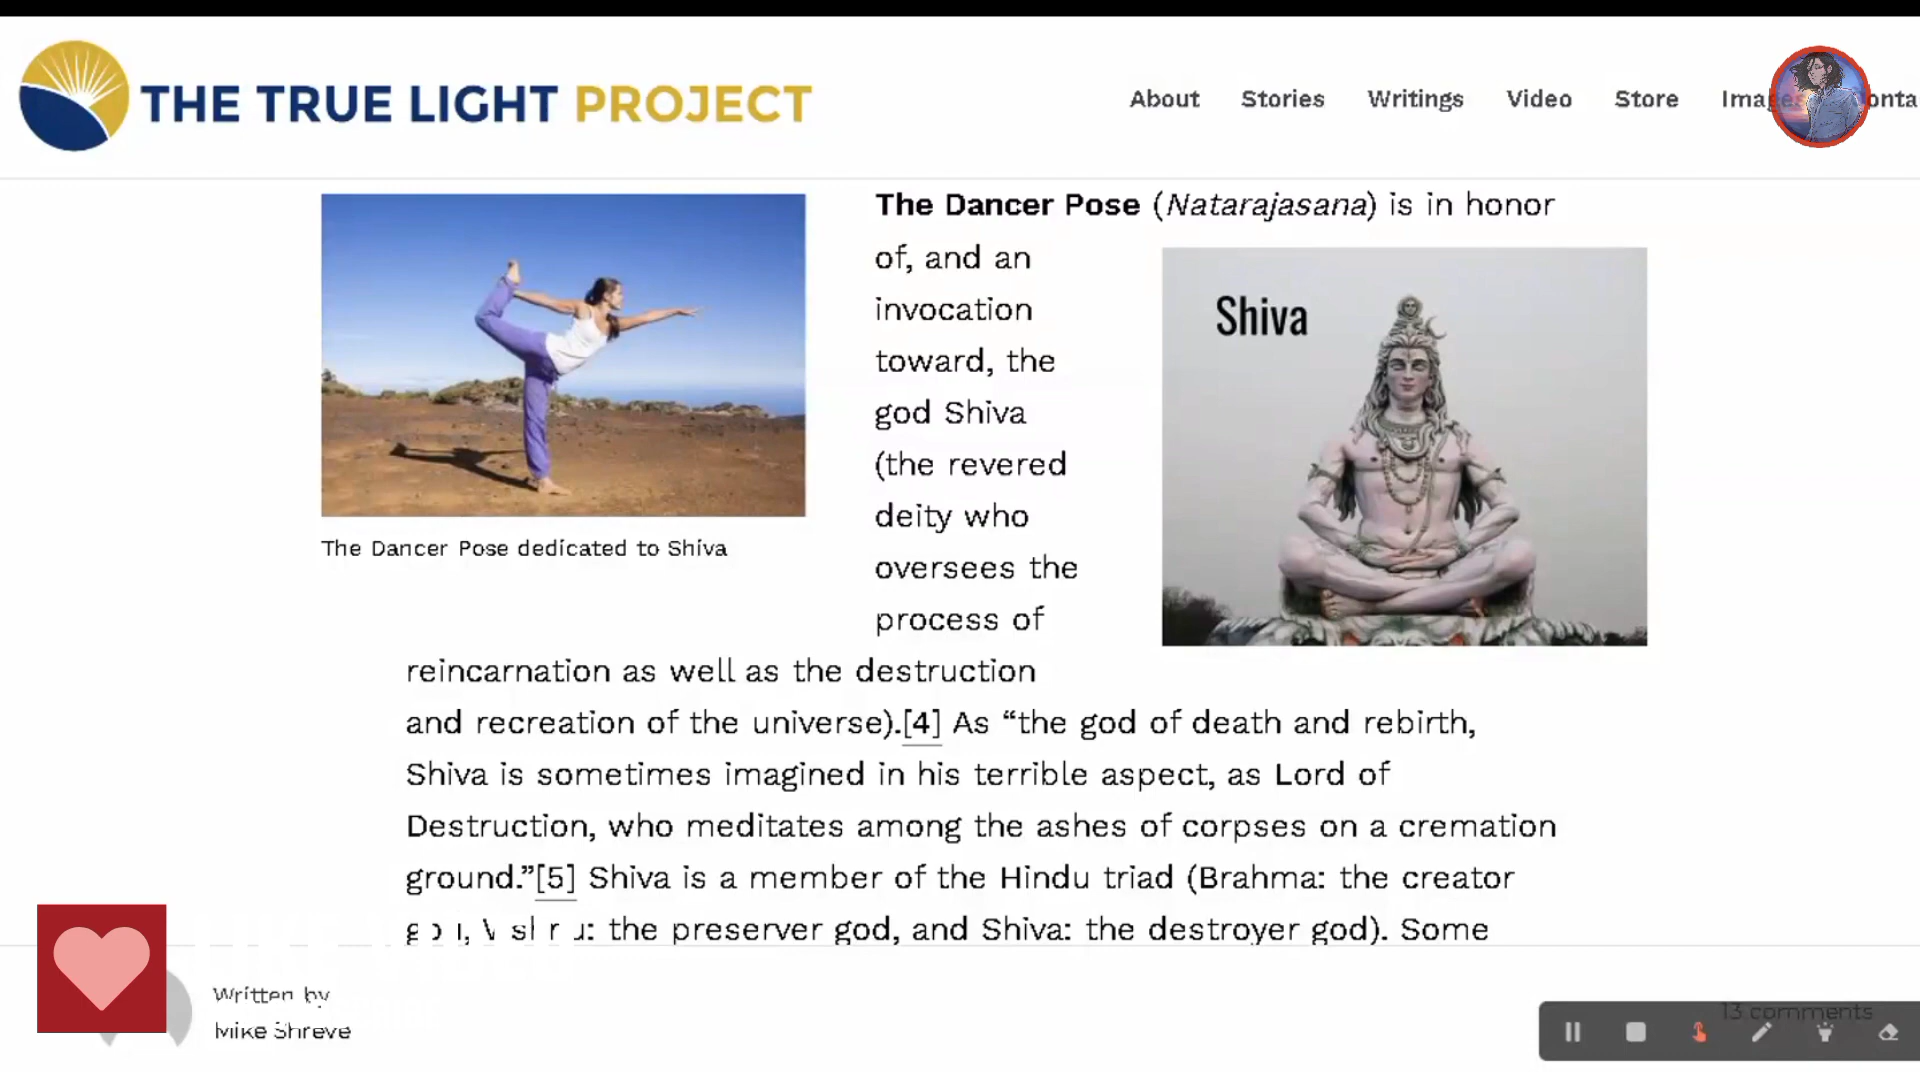 THE TRUE LIGHT PROJECT
About Stories Writings Video Store
The Dancer Pose (Natarajasana) is in honor
of, and an
invocation
toward, the
god Shiva
(the revered
deity who
oversees the
process of
Shiva
The Dancer Pose dedicated to Shiva
reincarnation as well as the destruction
and recreation of the universe).[4] As “the god of death and rebirth,
Shiva is sometimes imagined in his terrible aspect, as Lord of
Destruction, who meditates among the ashes of corpses on a cremation
ground.”[5] Shiva is a member of the Hindu triad (Brahma: the creator
the preserver god, and Shiva: the destroyer god). Some
Written by
Mike Shreve
13 comments